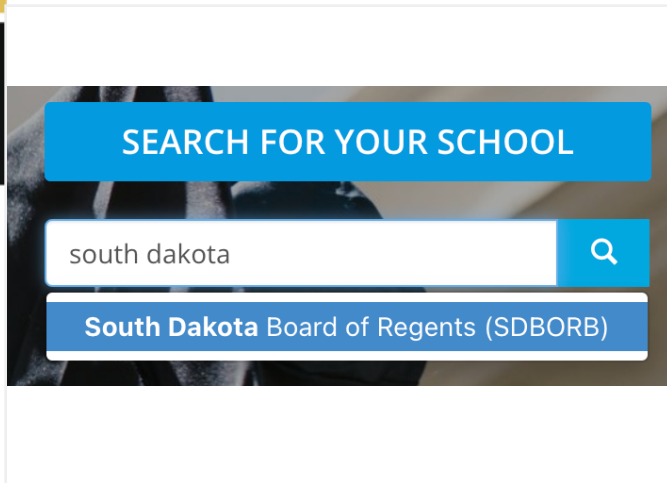 SEARCH FOR YOUR SCHOOL
south dakota
South Dakota Board of Regents (SDBORB)